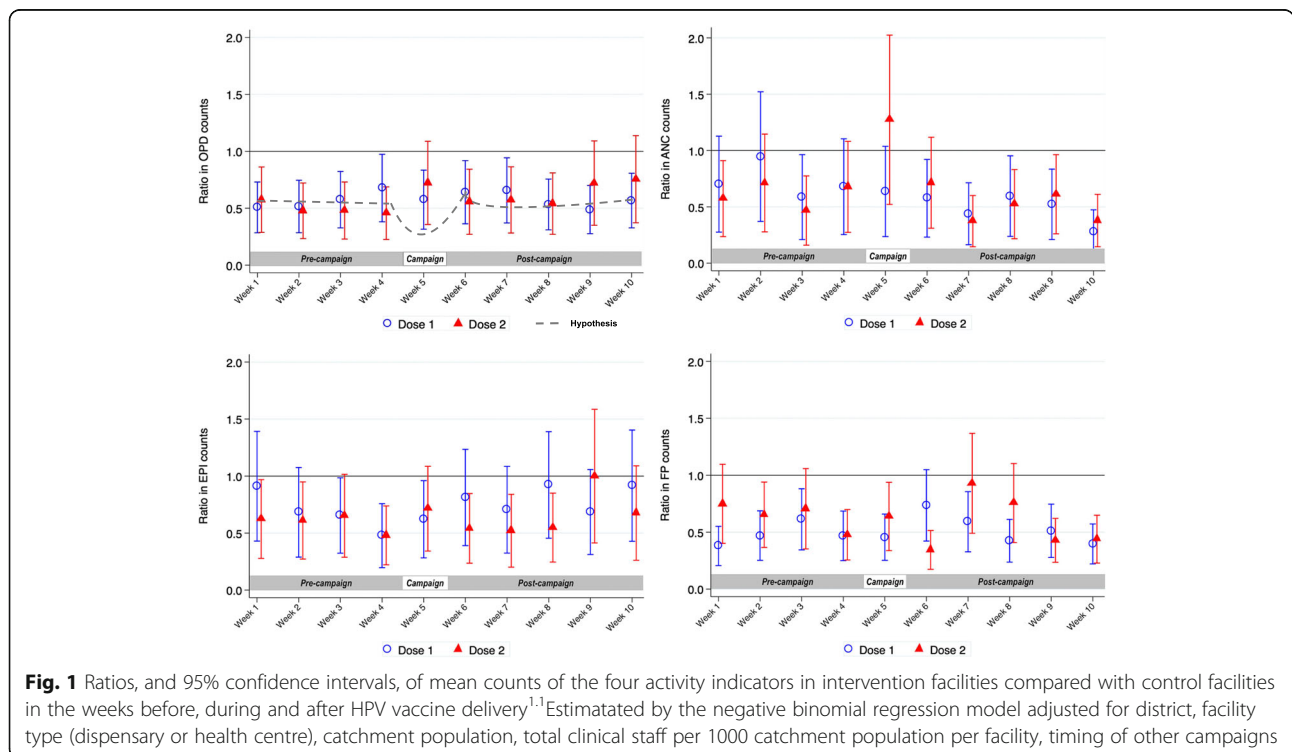 2.0
1.5
1.0
0.5
0.0
Ratio in OPD counts
Pre-campaign
Campaign
Post-campaign
Week 1
Week 2
Week 3
Week 4
Week 5
Week 6
Week 7
Week 8
Week 9
Week 10
Dose 1
Dose 2
Hypothesis
2.0
1.5
1.0
0.5
0.0
Ratio in ANC counts
Pre-campaign
Campaign
Post-campaign
Week 1
Week 2
Week 3
Week 4
Week 5
Week 6
Week 7
Week 8
Week 9
Week 10
Dose 1
Dose 2
2.0
1.5
1.0
0.5
0.0
Ratio in EPI counts
Pre-campaign
Campaign
Post-campaign
Week 1
Week 2
Week 3
Week 4
Week 5
Week 6
Week 7
Week 8
Week 9
Week 10
Dose 1
Dose 2
2.0
1.5
1.0
0.5
0.0
Ratio in FP counts
Pre-campaign
Campaign
Post-campaign
Week 1
Week 2
Week 3
Week 4
Week 5
Week 6
Week 7
Week 8
Week 9
Week 10
Dose 1
Dose 2
Fig. 1 Ratios, and 95% confidence intervals, of mean counts of the four activity indicators in intervention facilities compared with control facilities
in the weeks before, during and after HPV vaccine delivery1.1Estimatated by the negative binomial regression model adjusted for district, facility
type (dispensary or health centre), catchment population, total clinical staff per 1000 catchment population per facility, timing of other campaigns